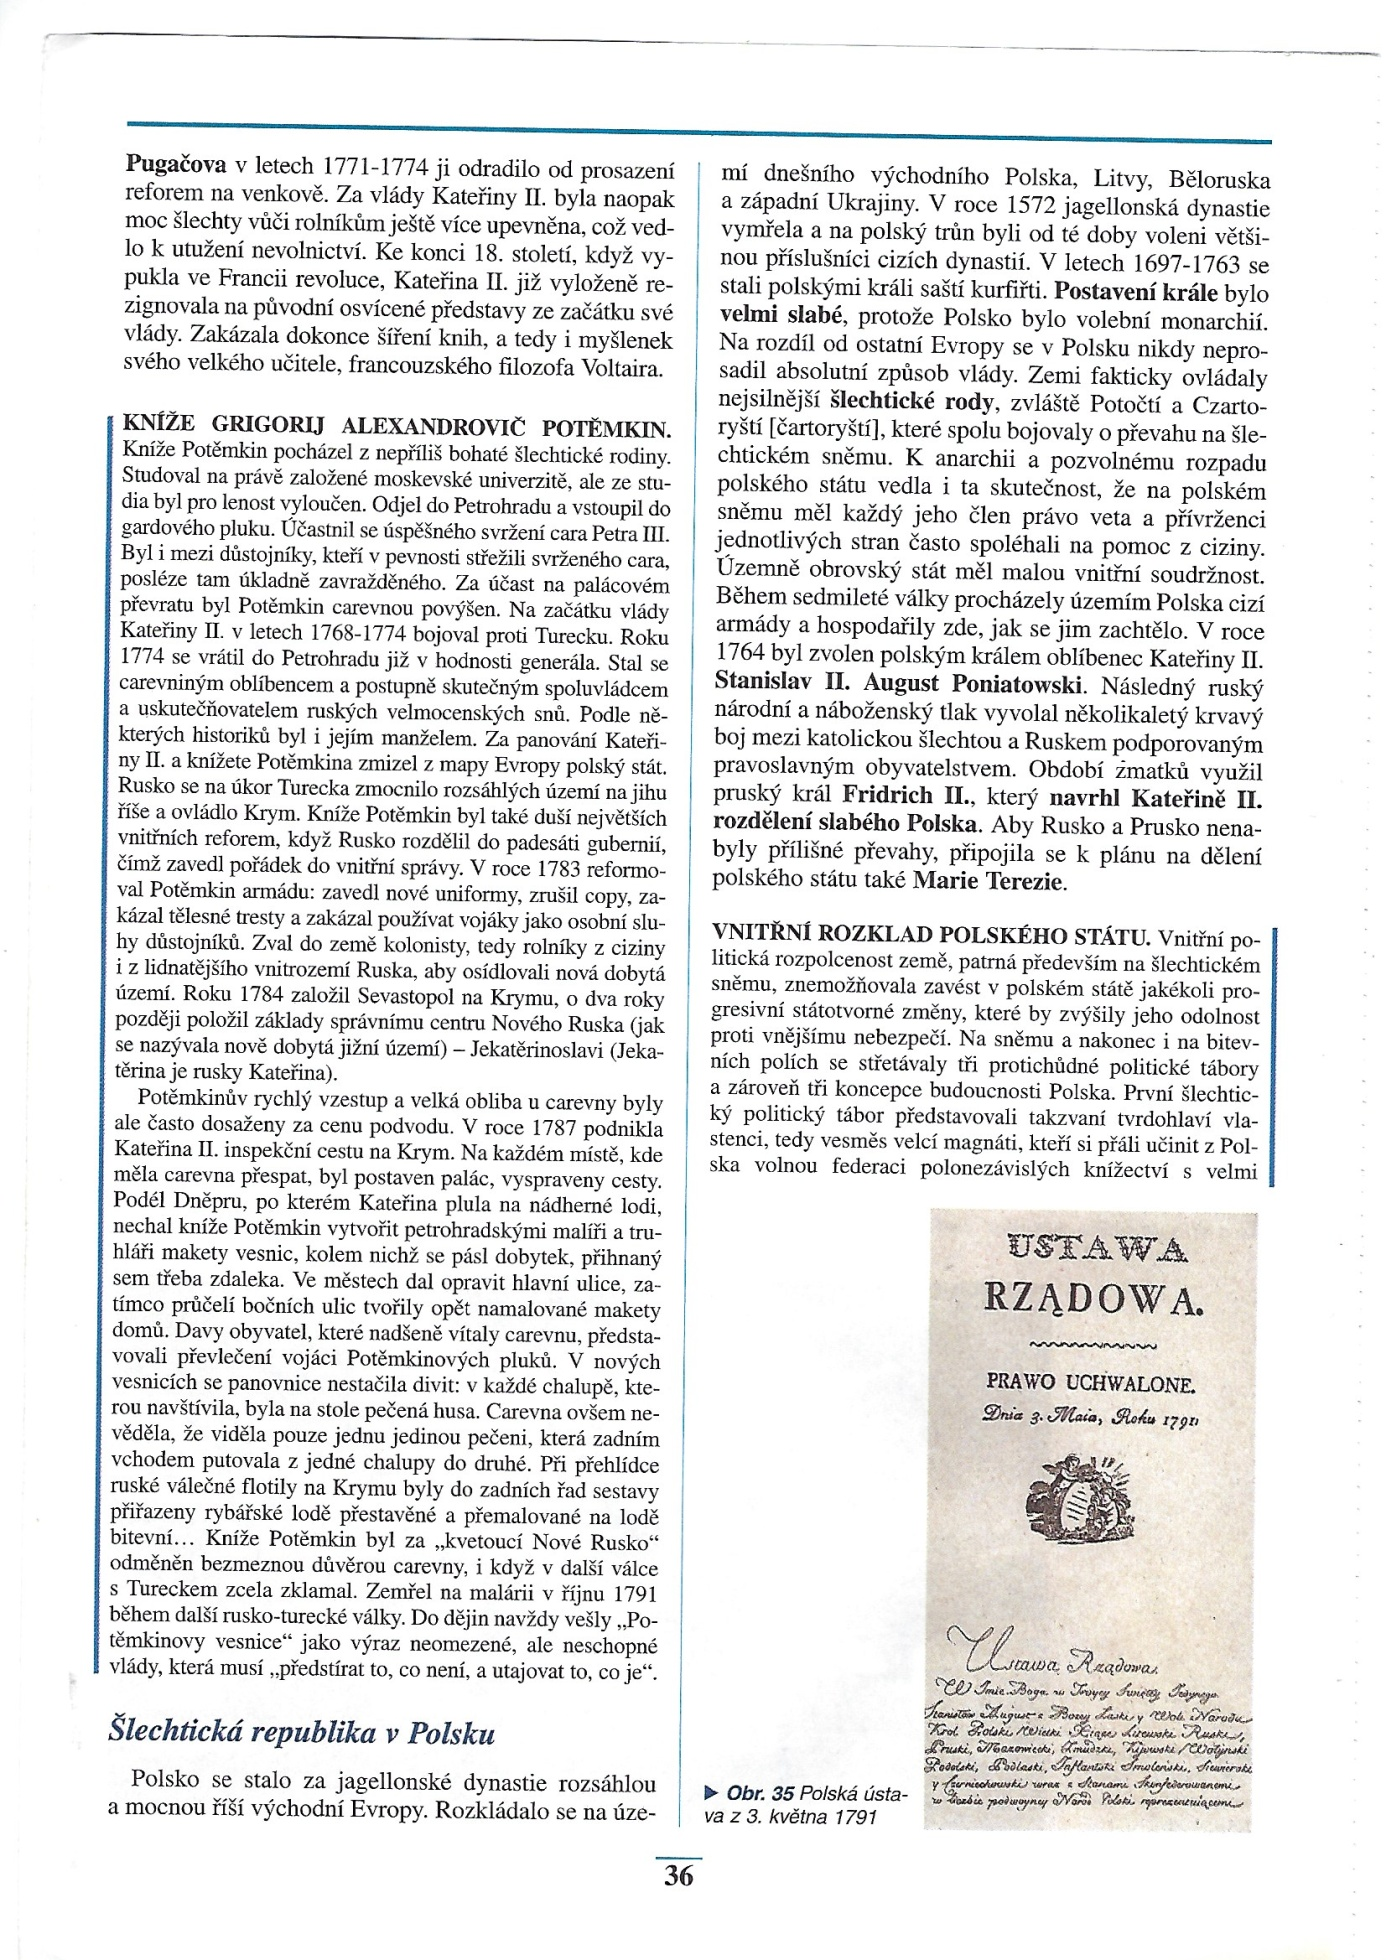 Pugačova v letech 1771-1774 ji odradilo od prosazení
reforem na venkově. Za vlády Kateřiny II. byla naopak
moc šlechty vůči rolníkům ještě více upevněna, což ved-
lo k utužení nevolnictví. Ke konci 18. století, když vy-
pukla ve Francii revoluce, Kateřina II. již vyloženě re-
zignovala na původní osvícené představy ze začátku své
vlády. Zakázala dokonce šíření knih, a tedy i myšlenek
svého velkého učitele, francouzského filozofa Voltaira.
KNÍŽE GRIGORIJ ALEXANDROVIČ POTĚMKIN.
Kníže Potěmkin pocházel z nepříliš bohaté šlechtické rodiny.
Studoval na právě založené moskevské univerzitě, ale ze stu-
dia byl pro lenost vyloučen. Odjel do Petrohradu a vstoupil do
gardového pluku. Účastnil se úspěšného svržení cara Petra III.
Byl i mezi důstojníky, kteří v pevnosti střežili svrženého cara,
posléze tam úkladně zavražděného. Za účast na palácovém
převratu byl Potěmkin carevnou povýšen. Na začátku vlády
Kateřiny II. v letech 1768-1774 bojoval proti Turecku. Roku
1774 se vrátil do Petrohradu již v hodnosti generála. Stal se
carevniným oblíbencem a postupně skutečným spoluvládcem
a uskutečňovatelem ruských velmocenských snů. Podle ně-
kterých historiků byl i jejím manželem. Za panování Kateři-
ny II. a knížete Potěmkina zmizel z mapy Evropy polský stát.
Rusko se na úkor Turecka zmocnilo rozsáhlých území na jihu
říše a ovládlo Krym. Kníže Potěmkin byl také duší největších
vnitřních reforem, když Rusko rozdělil do padesáti gubernií,
čímž zavedl pořádek do vnitřní správy. V roce 1783 reformo-
val Potěmkin armádu: zavedl nové uniformy, zrušil copy, za-
kázal tělesné tresty a zakázal používat vojáky jako osobní slu-
hy důstojníků. Zval do země kolonisty, tedy rolníky z ciziny
i z lidnatějšího vnitrozemí Ruska, aby osídlovali nová dobytá
území. Roku 1784 založil Sevastopol na Krymu, o dva roky
později položil základy správnímu centru Nového Ruska (jak
se nazývala nově dobytá jižní území) – Jekatěrinoslavi (Jeka-
těrina je rusky Kateřina).
Potěmkinův rychlý vzestup a velká obliba u carevny byly
ale často dosaženy za cenu podvodu. V roce 1787 podnikla
Kateřina II. inspekční cestu na Krym. Na každém místě, kde
měla carevna přespat, byl postaven palác, vyspraveny cesty.
Podél Dněpru, po kterém Kateřina plula na nádherné lodi,
nechal kníže Potěmkin vytvořit petrohradskými malíři a tru-
hláři makety vesnic, kolem nichž se pásl dobytek, přihnaný
sem třeba zdaleka. Ve městech dal opravit hlavní ulice, za-
tímco průčelí bočních ulic tvořily opět namalované makety
domů. Davy obyvatel, které nadšeně vítaly carevnu, předsta-
vovali převlečení vojáci Potěmkinových pluků. V nových
vesnicích se panovnice nestačila divit: v každé chalupě, kte-
rou navštívila, byla na stole pečená husa. Carevna ovšem ne-
věděla, že viděla pouze jednu jedinou pečeni, která zadním
vchodem putovala z jedné chalupy do druhé. Při přehlídce
ruské válečné flotily na Krymu byly do zadních řad sestavy
přiřazeny rybářské lodě přestavěné a přemalované na lodě
bitevní... Kníže Potěmkin byl za „kvetoucí Nové Rusko“
odměněn bezmeznou důvěrou carevny, i když v další válce
s Tureckem zcela zklamal. Zemřel na malárii v říjnu 1791
během další rusko-turecké války. Do dějin navždy vešly „Po-
těmkinovy vesnice“ jako výraz neomezené, ale neschopné
vlády, která musí „předstírat to, co není, a utajovat to, co je“.
Šlechtická republika v Polsku
Polsko se stalo za jagellonské dynastie rozsáhlou
a mocnou říší východní Evropy. Rozkládalo se na úze-
mí dnešního východního Polska, Litvy, Běloruska
a západní Ukrajiny. V roce 1572 jagellonská dynastie
vymřela a na polský trůn byli od té doby voleni větši-
nou příslušníci cizích dynastií. V letech 1697-1763 se
stali polskými králi saští kurfiřti. Postavení krále bylo
velmi slabé, protože Polsko bylo volební monarchií.
Na rozdíl od ostatní Evropy se v Polsku nikdy nepro-
sadil absolutní způsob vlády. Zemi fakticky ovládaly
nejsilnější šlechtické rody, zvláště Potočtí a Czarto-
ryští [čartoryští], které spolu bojovaly o převahu na šle-
chtickém sněmu. K anarchii a pozvolnému rozpadu
polského státu vedla i ta skutečnost, že na polském
sněmu měl každý jeho člen právo veta a přívrženci
jednotlivých stran často spoléhali na pomoc z ciziny.
Územně obrovský stát měl malou vnitřní soudržnost.
Během sedmileté války procházely územím Polska cizí
armády a hospodařily zde, jak se jim zachtělo. V roce
1764 byl zvolen polským králem oblíbenec Kateřiny II.
Stanislav II. August Poniatowski. Následný ruský
národní a náboženský tlak vyvolal několikaletý krvavý
boj mezi katolickou šlechtou a Ruskem podporovaným
pravoslavným obyvatelstvem. Období zmatků využil
pruský král Fridrich II., který navrhl Kateřině II.
rozdělení slabého Polska. Aby Rusko a Prusko nena-
byly přílišné převahy, připojila se k plánu na dělení
polského státu také Marie Terezie.
VNITŘNÍ ROZKLAD POLSKÉHO STÁTU. Vnitřní po-
litická rozpolcenost země, patrná především na šlechtickém
sněmu, znemožňovala zavést v polském státě jakékoli pro-
gresivní státotvorné změny, které by zvýšily jeho odolnost
proti vnějšímu nebezpečí. Na sněmu a nakonec i na bitev-
ních polích se střetávaly tři protichůdné politické tábory
a zároveň tři koncepce budoucnosti Polska. První šlechtic-
ký politický tábor představovali takzvaní tvrdohlaví vla-
stenci, tedy vesměs velcí magnáti, kteří si přáli učinit z Pol-
ska volnou federaci polonezávislých knížectví s velmi
USTAWA
RZĄDOWA.
PRAWO UCHWALONE.
Dnia 3. Maia, Roku 1791
Ustawa Rządowa.
W Imie Boga w Troycy Swiętey Jedynego.
Stanisław August z Bozey Łaski y Woli Narodu
Krol Polski, Wielki Xiąże Litewski, Ruski,
Pruski, Mazowiecki, Zmudzki, Kijowski, Wołynski
Podolski, Podlaski, Inflantski, Smolenski, Siewierski
y Czerniechowski wraz z Stanami Skonfederowanemi
w liczbie podwoyney Narod Polski reprezentuiącemi
► Obr. 35 Polská ústa-
va z 3. května 1791
36